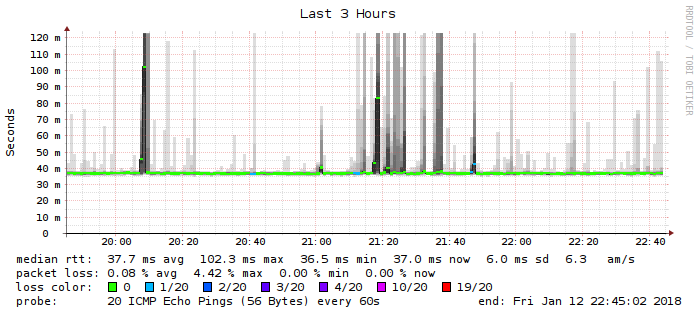 Last 3 Hours
RRDTOOL / TOBI OETIKER
Seconds
120 m
110 m
100 m
90 m
80 m
70 m
60 m
50 m
40 m
30 m
20 m
10 m
0
20:00 20:20 20:40 21:00 21:20 21:40 22:00 22:20 22:40
median rtt: 37.7 ms avg 102.3 ms max 36.5 ms min 37.0 ms now 6.0 ms sd 6.3 am/s
packet loss: 0.08 % avg 4.42 % max 0.00 % min 0.00 % now
loss color: 0 1/20 2/20 3/20 4/20 10/20 19/20
probe: 20 ICMP Echo Pings (56 Bytes) every 60s end: Fri Jan 12 22:45:02 2018